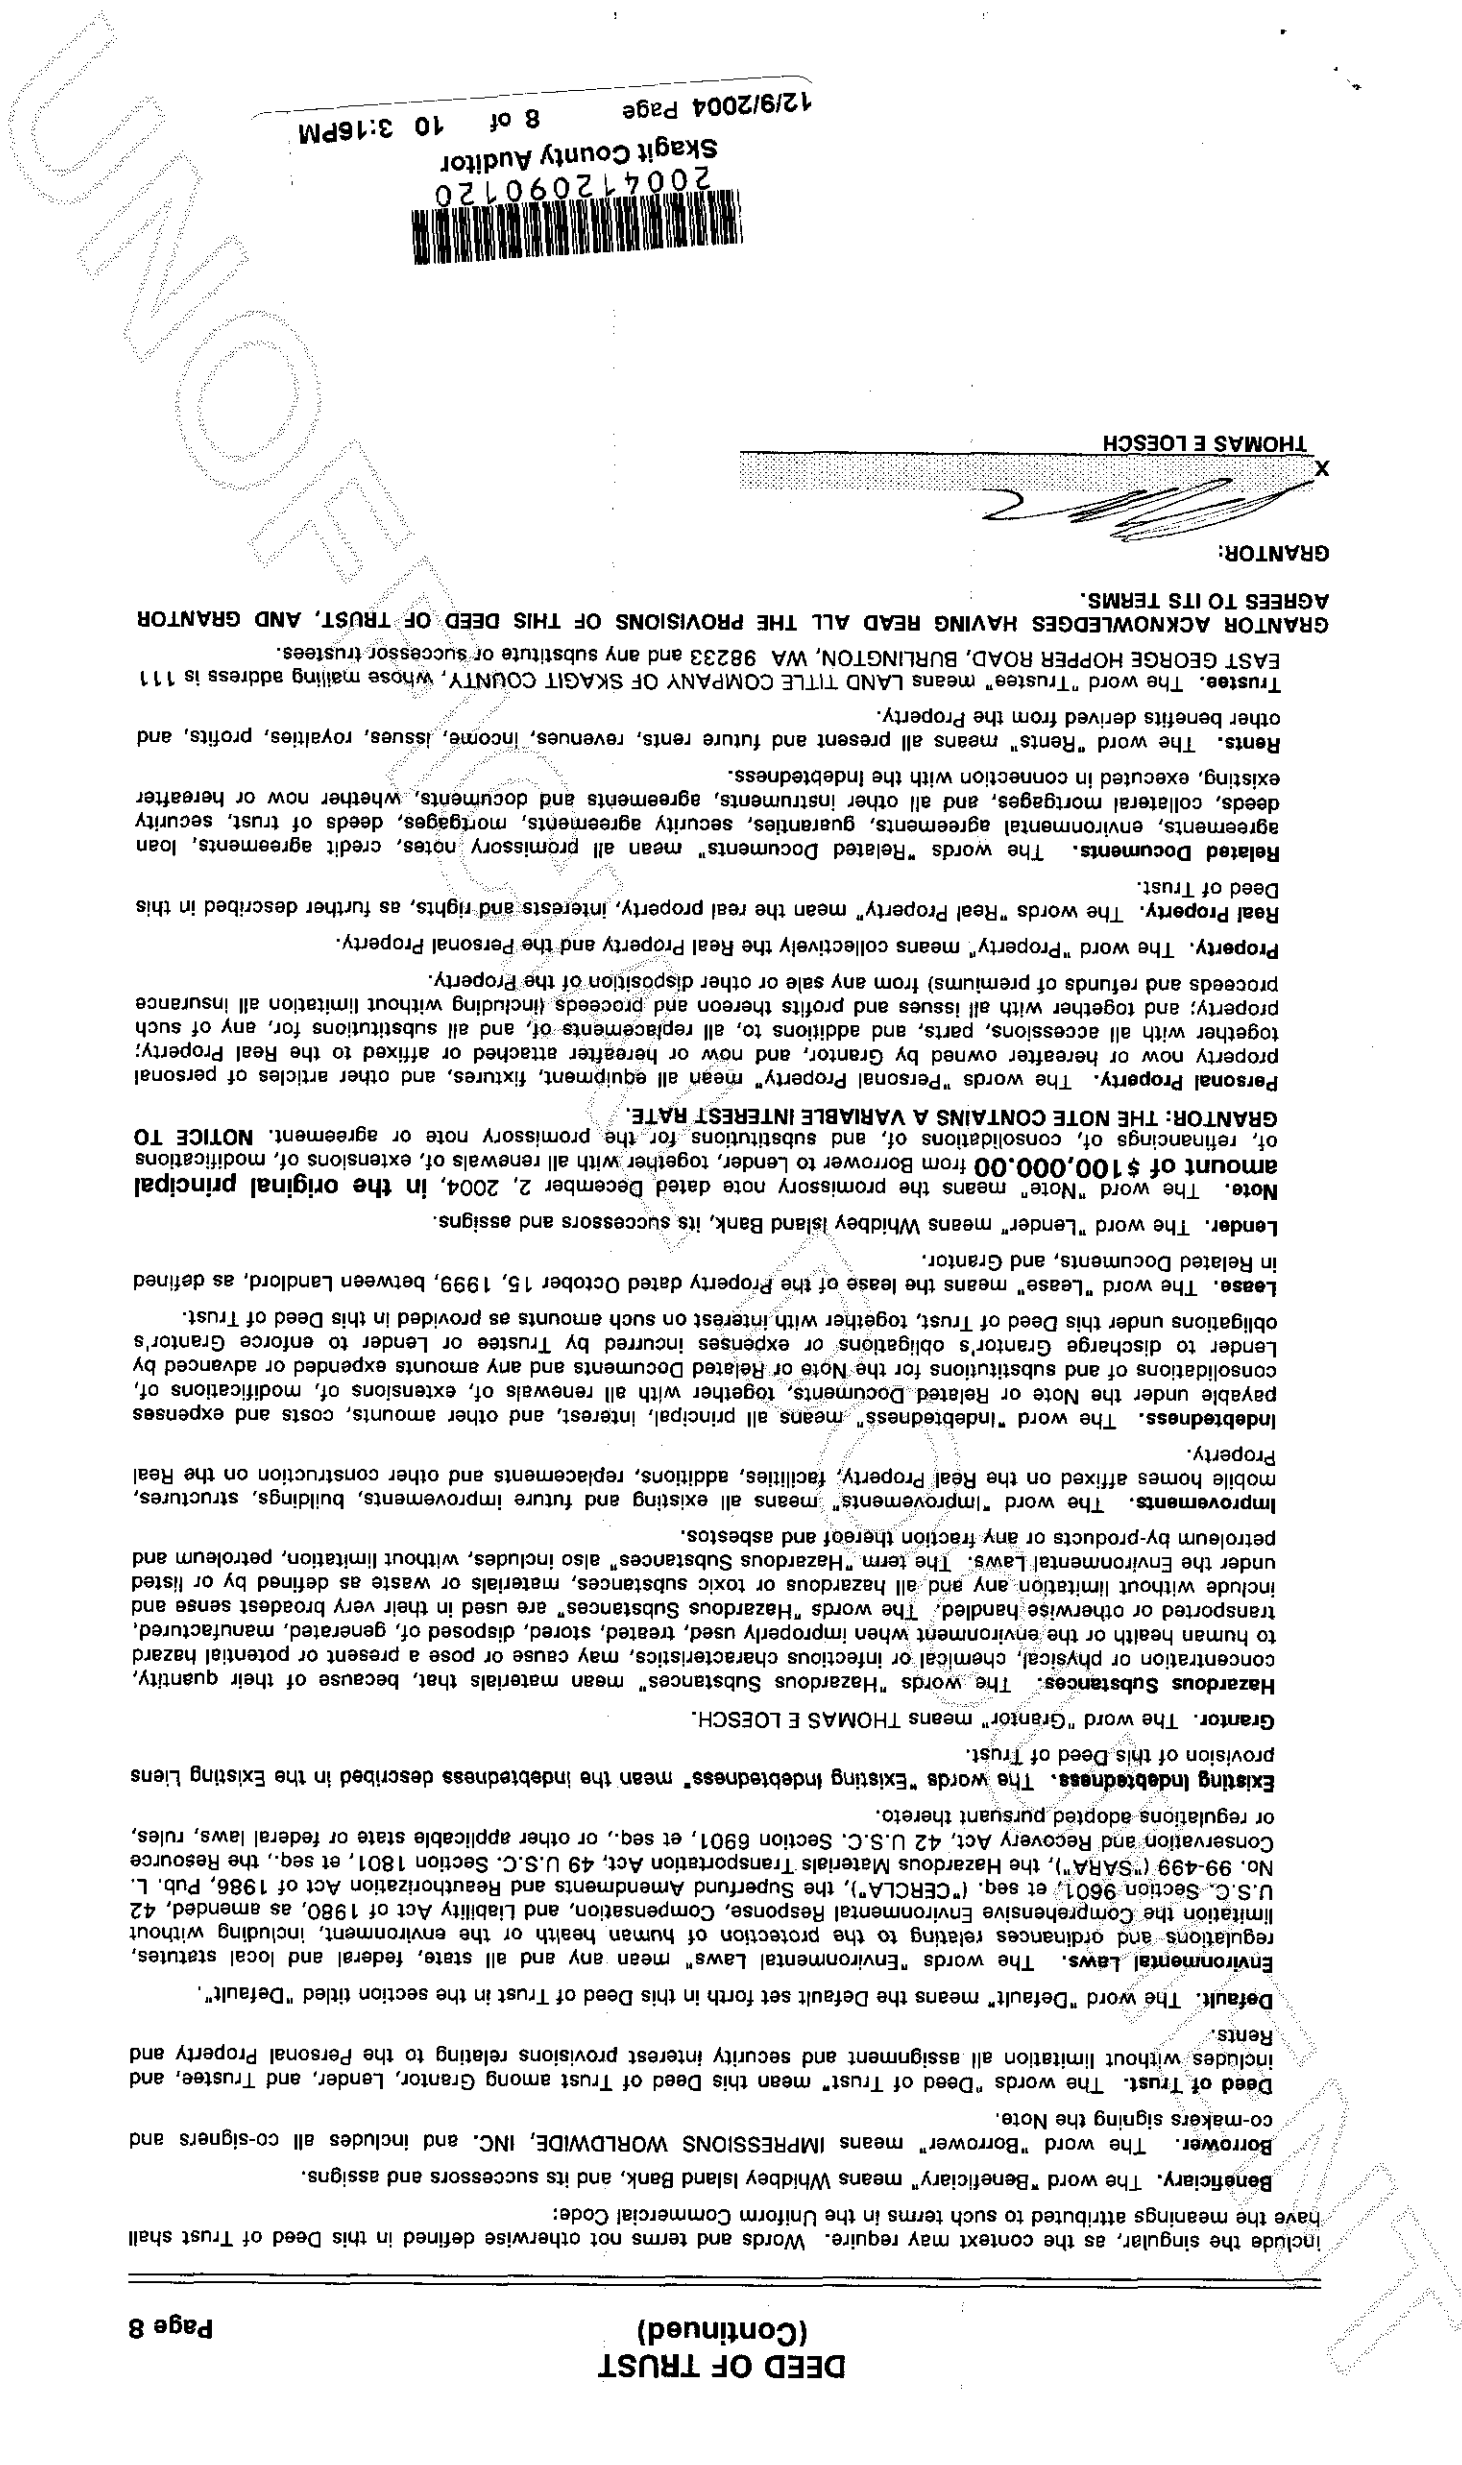 DEED OF TRUST
(Continued)
Page 8
include the singular, as the context may require. Words and terms not otherwise defined in this Deed of Trust shall
have the meanings attributed to such terms in the Uniform Commercial Code:
Beneficiary. The word "Beneficiary" means Whidbey Island Bank, and its successors and assigns.
Borrower. The word "Borrower" means IMPRESSIONS WORLDWIDE, INC. and includes all co-signers and
co-makers signing the Note.
Deed of Trust. The words "Deed of Trust" mean this Deed of Trust among Grantor, Lender, and Trustee, and
includes without limitation all assignment and security interest provisions relating to the Personal Property and
Rents.
Default. The word "Default" means the Default set forth in this Deed of Trust in the section titled "Default".
Environmental Laws. The words "Environmental Laws" mean any and all state, federal and local statutes,
regulations and ordinances relating to the protection of human health or the environment, including without
limitation the Comprehensive Environmental Response, Compensation, and Liability Act of 1980, as amended, 42
U.S.C. Section 9601, et seq. ("CERCLA"), the Superfund Amendments and Reauthorization Act of 1986, Pub. L.
No. 99-499 ("SARA"), the Hazardous Materials Transportation Act, 49 U.S.C. Section 1801, et seq., the Resource
Conservation and Recovery Act, 42 U.S.C. Section 6901, et seq., or other applicable state or federal laws, rules,
or regulations adopted pursuant thereto.
Existing Indebtedness. The words "Existing Indebtedness" mean the indebtedness described in the Existing Liens
provision of this Deed of Trust.
Grantor. The word "Grantor" means THOMAS E LOESCH.
Hazardous Substances. The words "Hazardous Substances" mean materials that, because of their quantity,
concentration or physical, chemical or infectious characteristics, may cause or pose a present or potential hazard
to human health or the environment when improperly used, treated, stored, disposed of, generated, manufactured,
transported or otherwise handled. The words "Hazardous Substances" are used in their very broadest sense and
include without limitation any and all hazardous or toxic substances, materials or waste as defined by or listed
under the Environmental Laws. The term "Hazardous Substances" also includes, without limitation, petroleum and
petroleum by-products or any fraction thereof and asbestos.
Improvements. The word "Improvements" means all existing and future improvements, buildings, structures,
mobile homes affixed on the Real Property, facilities, additions, replacements and other construction on the Real
Property.
Indebtedness. The word "Indebtedness" means all principal, interest, and other amounts, costs and expenses
payable under the Note or Related Documents, together with all renewals of, extensions of, modifications of,
consolidations of and substitutions for the Note or Related Documents and any amounts expended or advanced by
Lender to discharge Grantor's obligations or expenses incurred by Trustee or Lender to enforce Grantor's
obligations under this Deed of Trust, together with interest on such amounts as provided in this Deed of Trust.
Lease. The word "Lease" means the lease of the Property dated October 15, 1999, between Landlord, as defined
in Related Documents, and Grantor.
Lender. The word "Lender" means Whidbey Island Bank, its successors and assigns.
Note. The word "Note" means the promissory note dated December 2, 2004, in the original principal
amount of $100,000.00 from Borrower to Lender, together with all renewals of, extensions of, modifications
of, refinancings of, consolidations of, and substitutions for the promissory note or agreement. NOTICE TO
GRANTOR: THE NOTE CONTAINS A VARIABLE INTEREST RATE.
Personal Property. The words "Personal Property" mean all equipment, fixtures, and other articles of personal
property now or hereafter owned by Grantor, and now or hereafter attached or affixed to the Real Property;
together with all accessions, parts, and additions to, all replacements of, and all substitutions for, any of such
property; and together with all issues and profits thereon and proceeds (including without limitation all insurance
proceeds and refunds of premiums) from any sale or other disposition of the Property.
Property. The word "Property" means collectively the Real Property and the Personal Property.
Real Property. The words "Real Property" mean the real property, interests and rights, as further described in this
Deed of Trust.
Related Documents. The words "Related Documents" mean all promissory notes, credit agreements, loan
agreements, environmental agreements, guaranties, security agreements, mortgages, deeds of trust, security
deeds, collateral mortgages, and all other instruments, agreements and documents, whether now or hereafter
existing, executed in connection with the Indebtedness.
Rents. The word "Rents" means all present and future rents, revenues, income, issues, royalties, profits, and
other benefits derived from the Property.
Trustee. The word "Trustee" means LAND TITLE COMPANY OF SKAGIT COUNTY, whose mailing address is 111
EAST GEORGE HOPPER ROAD, BURLINGTON, WA 98233 and any substitute or successor trustees.
GRANTOR ACKNOWLEDGES HAVING READ ALL THE PROVISIONS OF THIS DEED OF TRUST, AND GRANTOR
AGREES TO ITS TERMS.
GRANTOR:
X
THOMAS E LOESCH
200412090120
Skagit County Auditor
12/9/2004 Page 8 of 10 3:16PM
UNOFFICIAL DOCUMENT